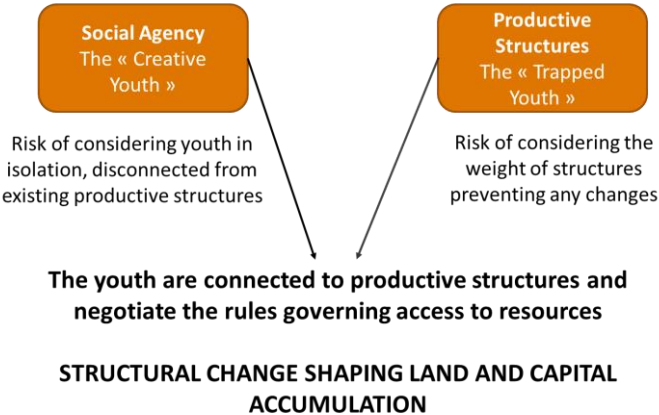 Social Agency
The « Creative
Youth »
Productive
Structures
The « Trapped
Youth »
Risk of considering youth in
isolation, disconnected from
existing productive structures
Risk of considering the
weight of structures
preventing any changes
The youth are connected to productive structures and
negotiate the rules governing access to resources
STRUCTURAL CHANGE SHAPING LAND AND CAPITAL
ACCUMULATION